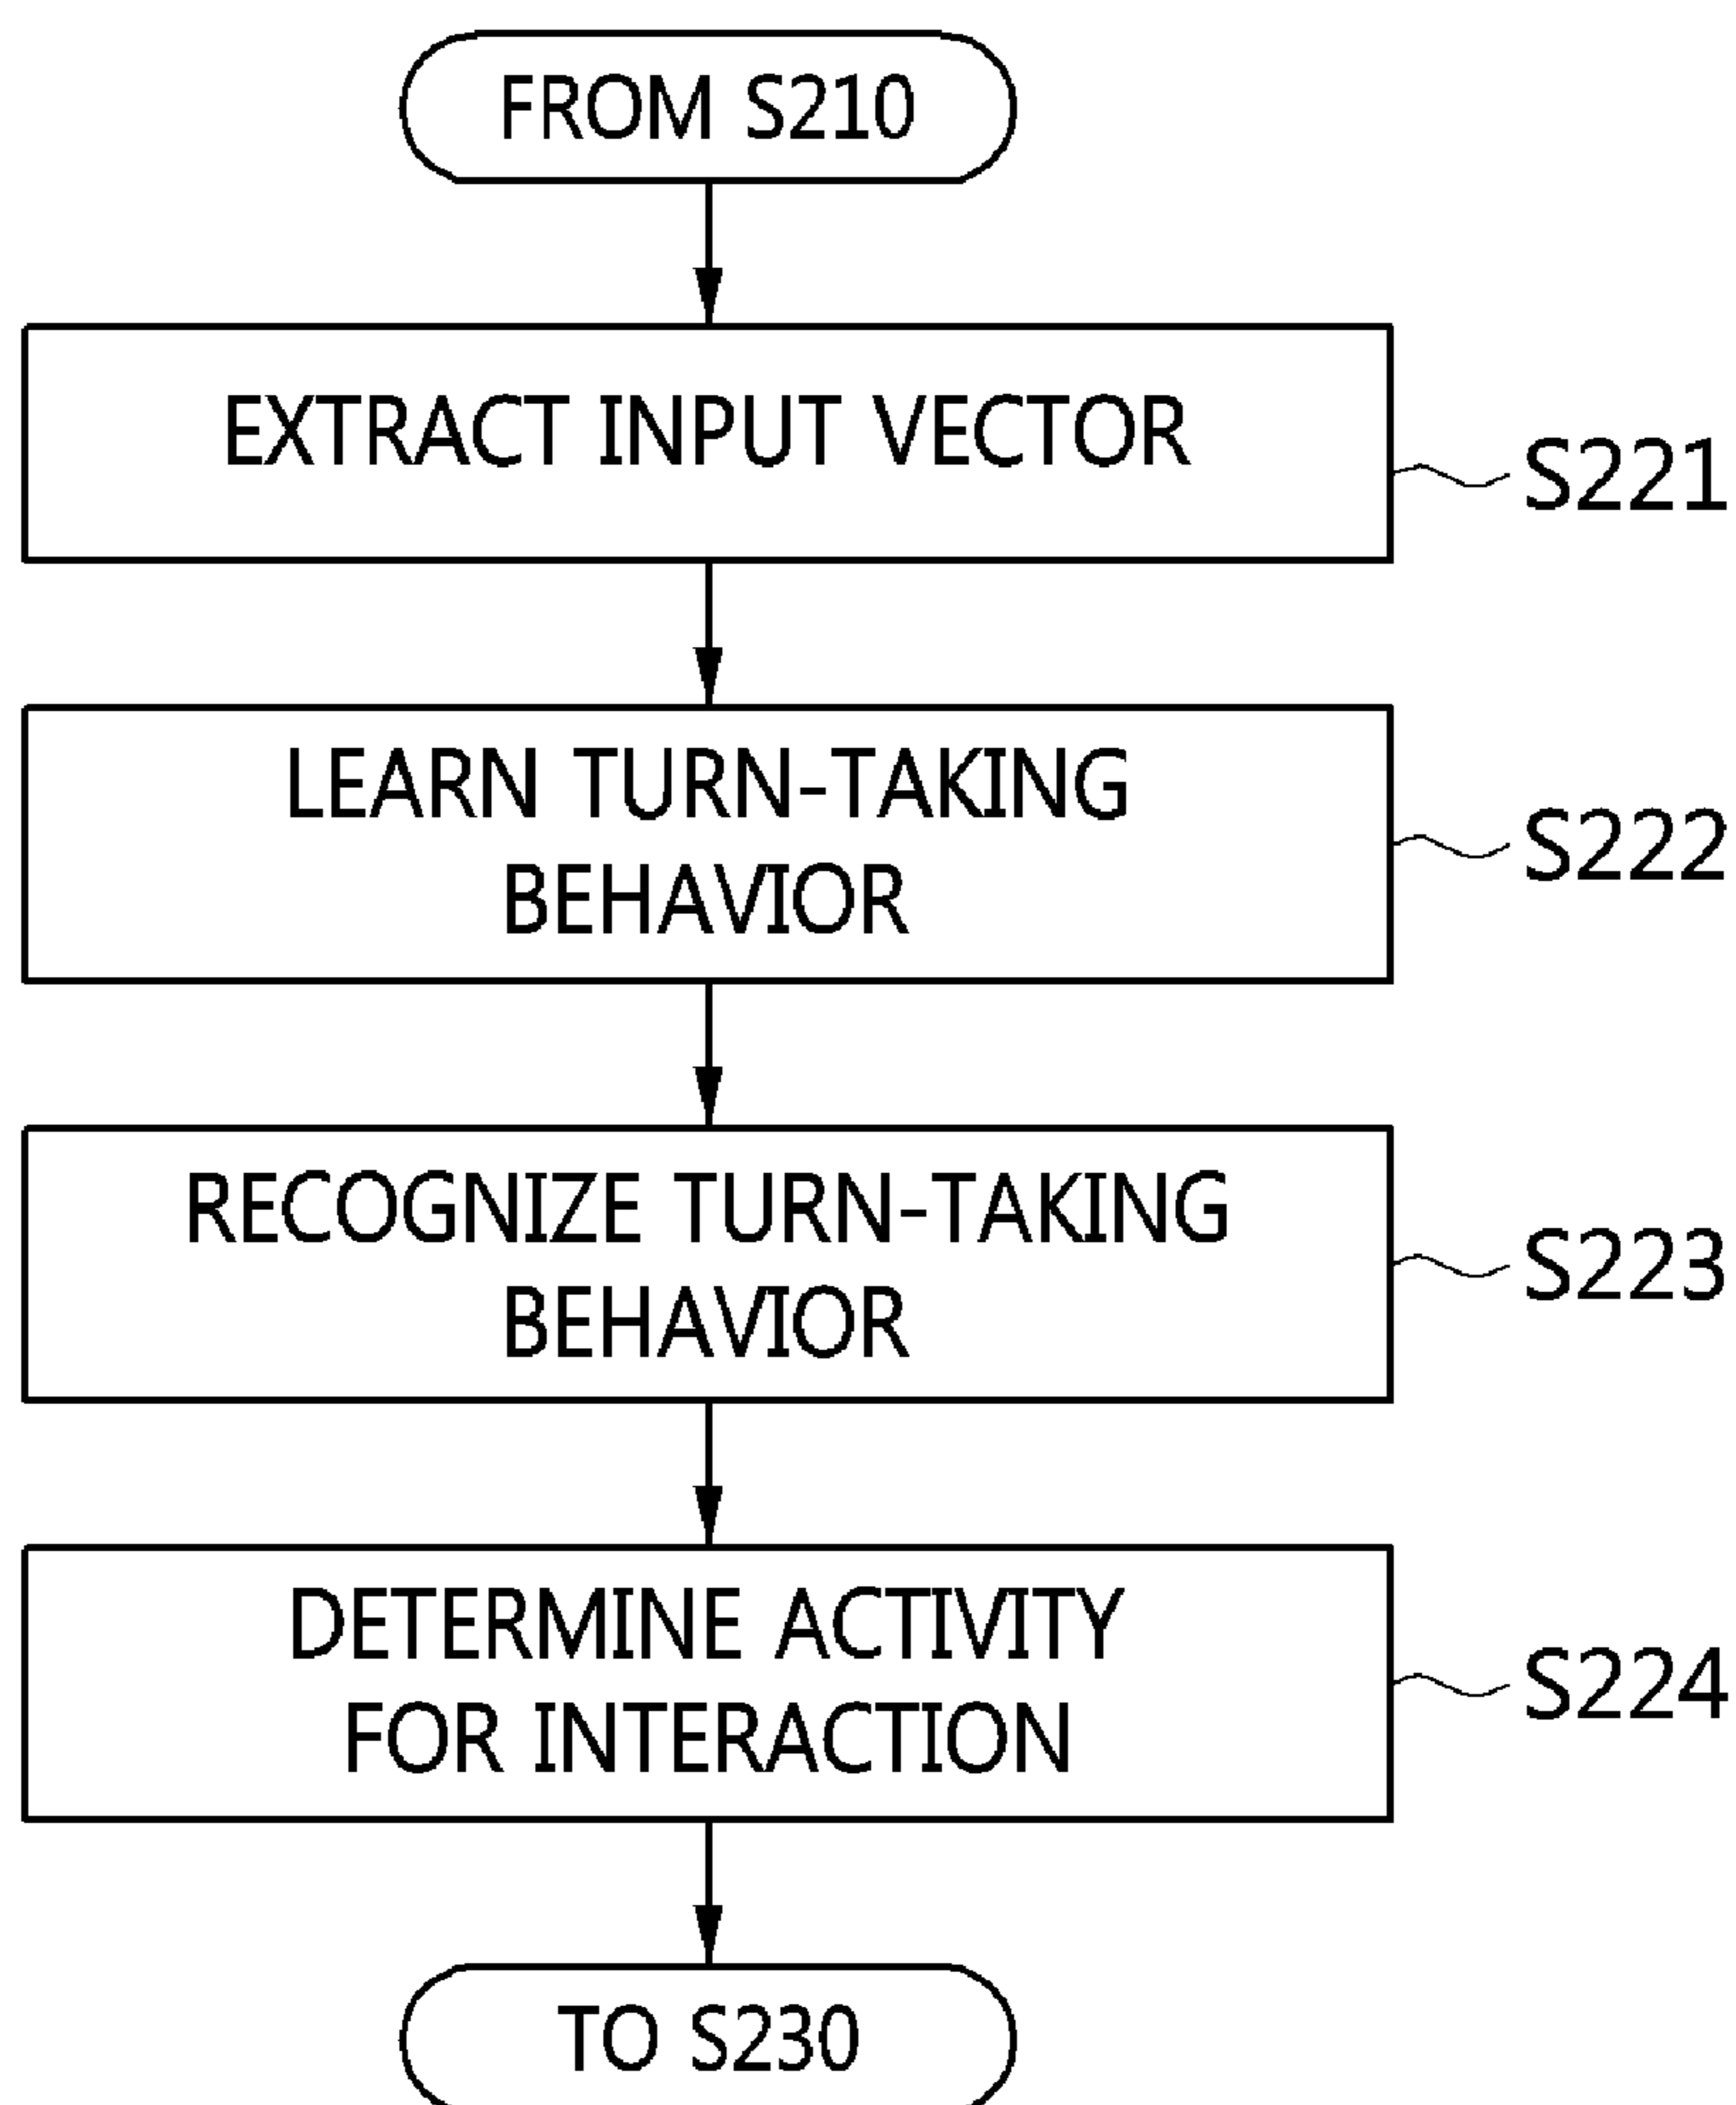 FROM S210
EXTRACT INPUT VECTOR
S221
LEARN TURN-TAKING
BEHAVIOR
S222
RECOGNIZE TURN-TAKING
BEHAVIOR
S223
DETERMINE ACTIVITY
FOR INTERACTION
S224
TO S230